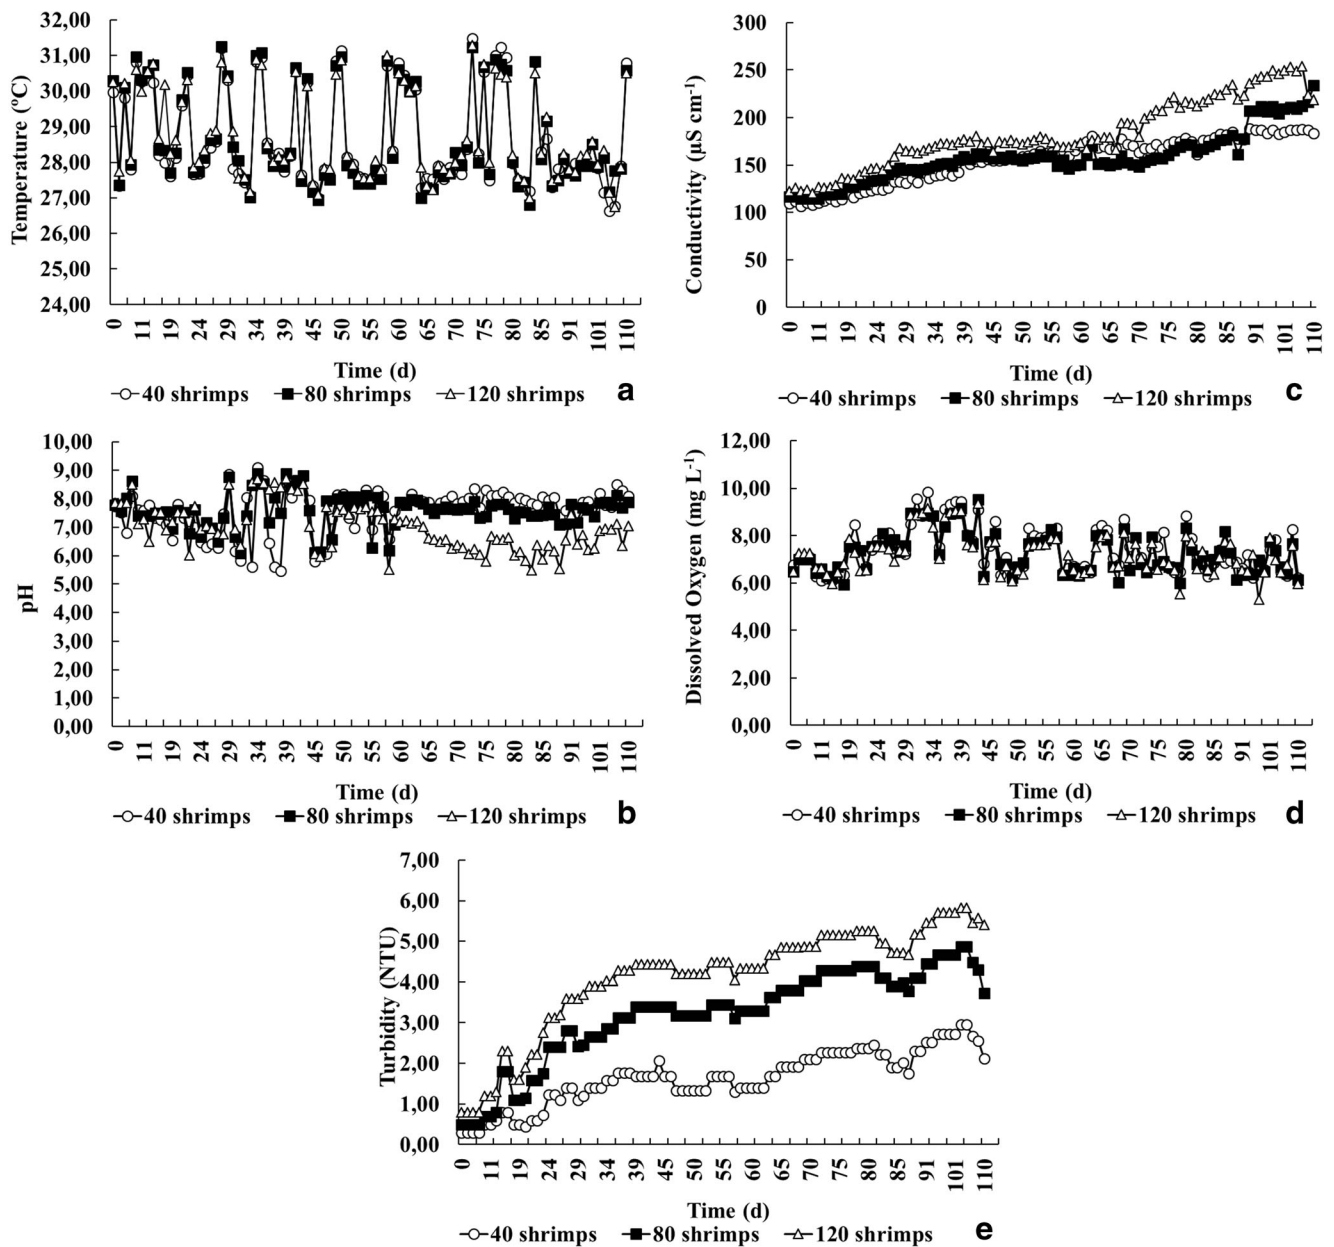 32,00
31,00
30,00
29,00
28,00
27,00
26,00
25,00
24,00
Temperature (ºC)
0 11 19 24 29 34 39 45 50 55 60 65 70 75 80 85 91 101 110
Time (d)
40 shrimps 80 shrimps 120 shrimps a
300
250
200
150
100
50
0
Conductivity (µS cm-1)
0 11 19 24 29 34 39 45 50 55 60 65 70 75 80 85 91 101 110
Time (d)
40 shrimps 80 shrimps 120 shrimps c
10,00
9,00
8,00
7,00
6,00
5,00
4,00
3,00
2,00
1,00
0,00
pH
0 11 19 24 29 34 39 45 50 55 60 65 70 75 80 85 91 101 110
Time (d)
40 shrimps 80 shrimps 120 shrimps b
12,00
10,00
8,00
6,00
4,00
2,00
0,00
Dissolved Oxygen (mg L-1)
0 11 19 24 29 34 39 45 50 55 60 65 70 75 80 85 91 101 110
Time (d)
40 shrimps 80 shrimps 120 shrimps d
7,00
6,00
5,00
4,00
3,00
2,00
1,00
0,00
Turbidity (NTU)
0 11 19 24 29 34 39 45 50 55 60 65 70 75 80 85 91 101 110
Time (d)
40 shrimps 80 shrimps 120 shrimps e